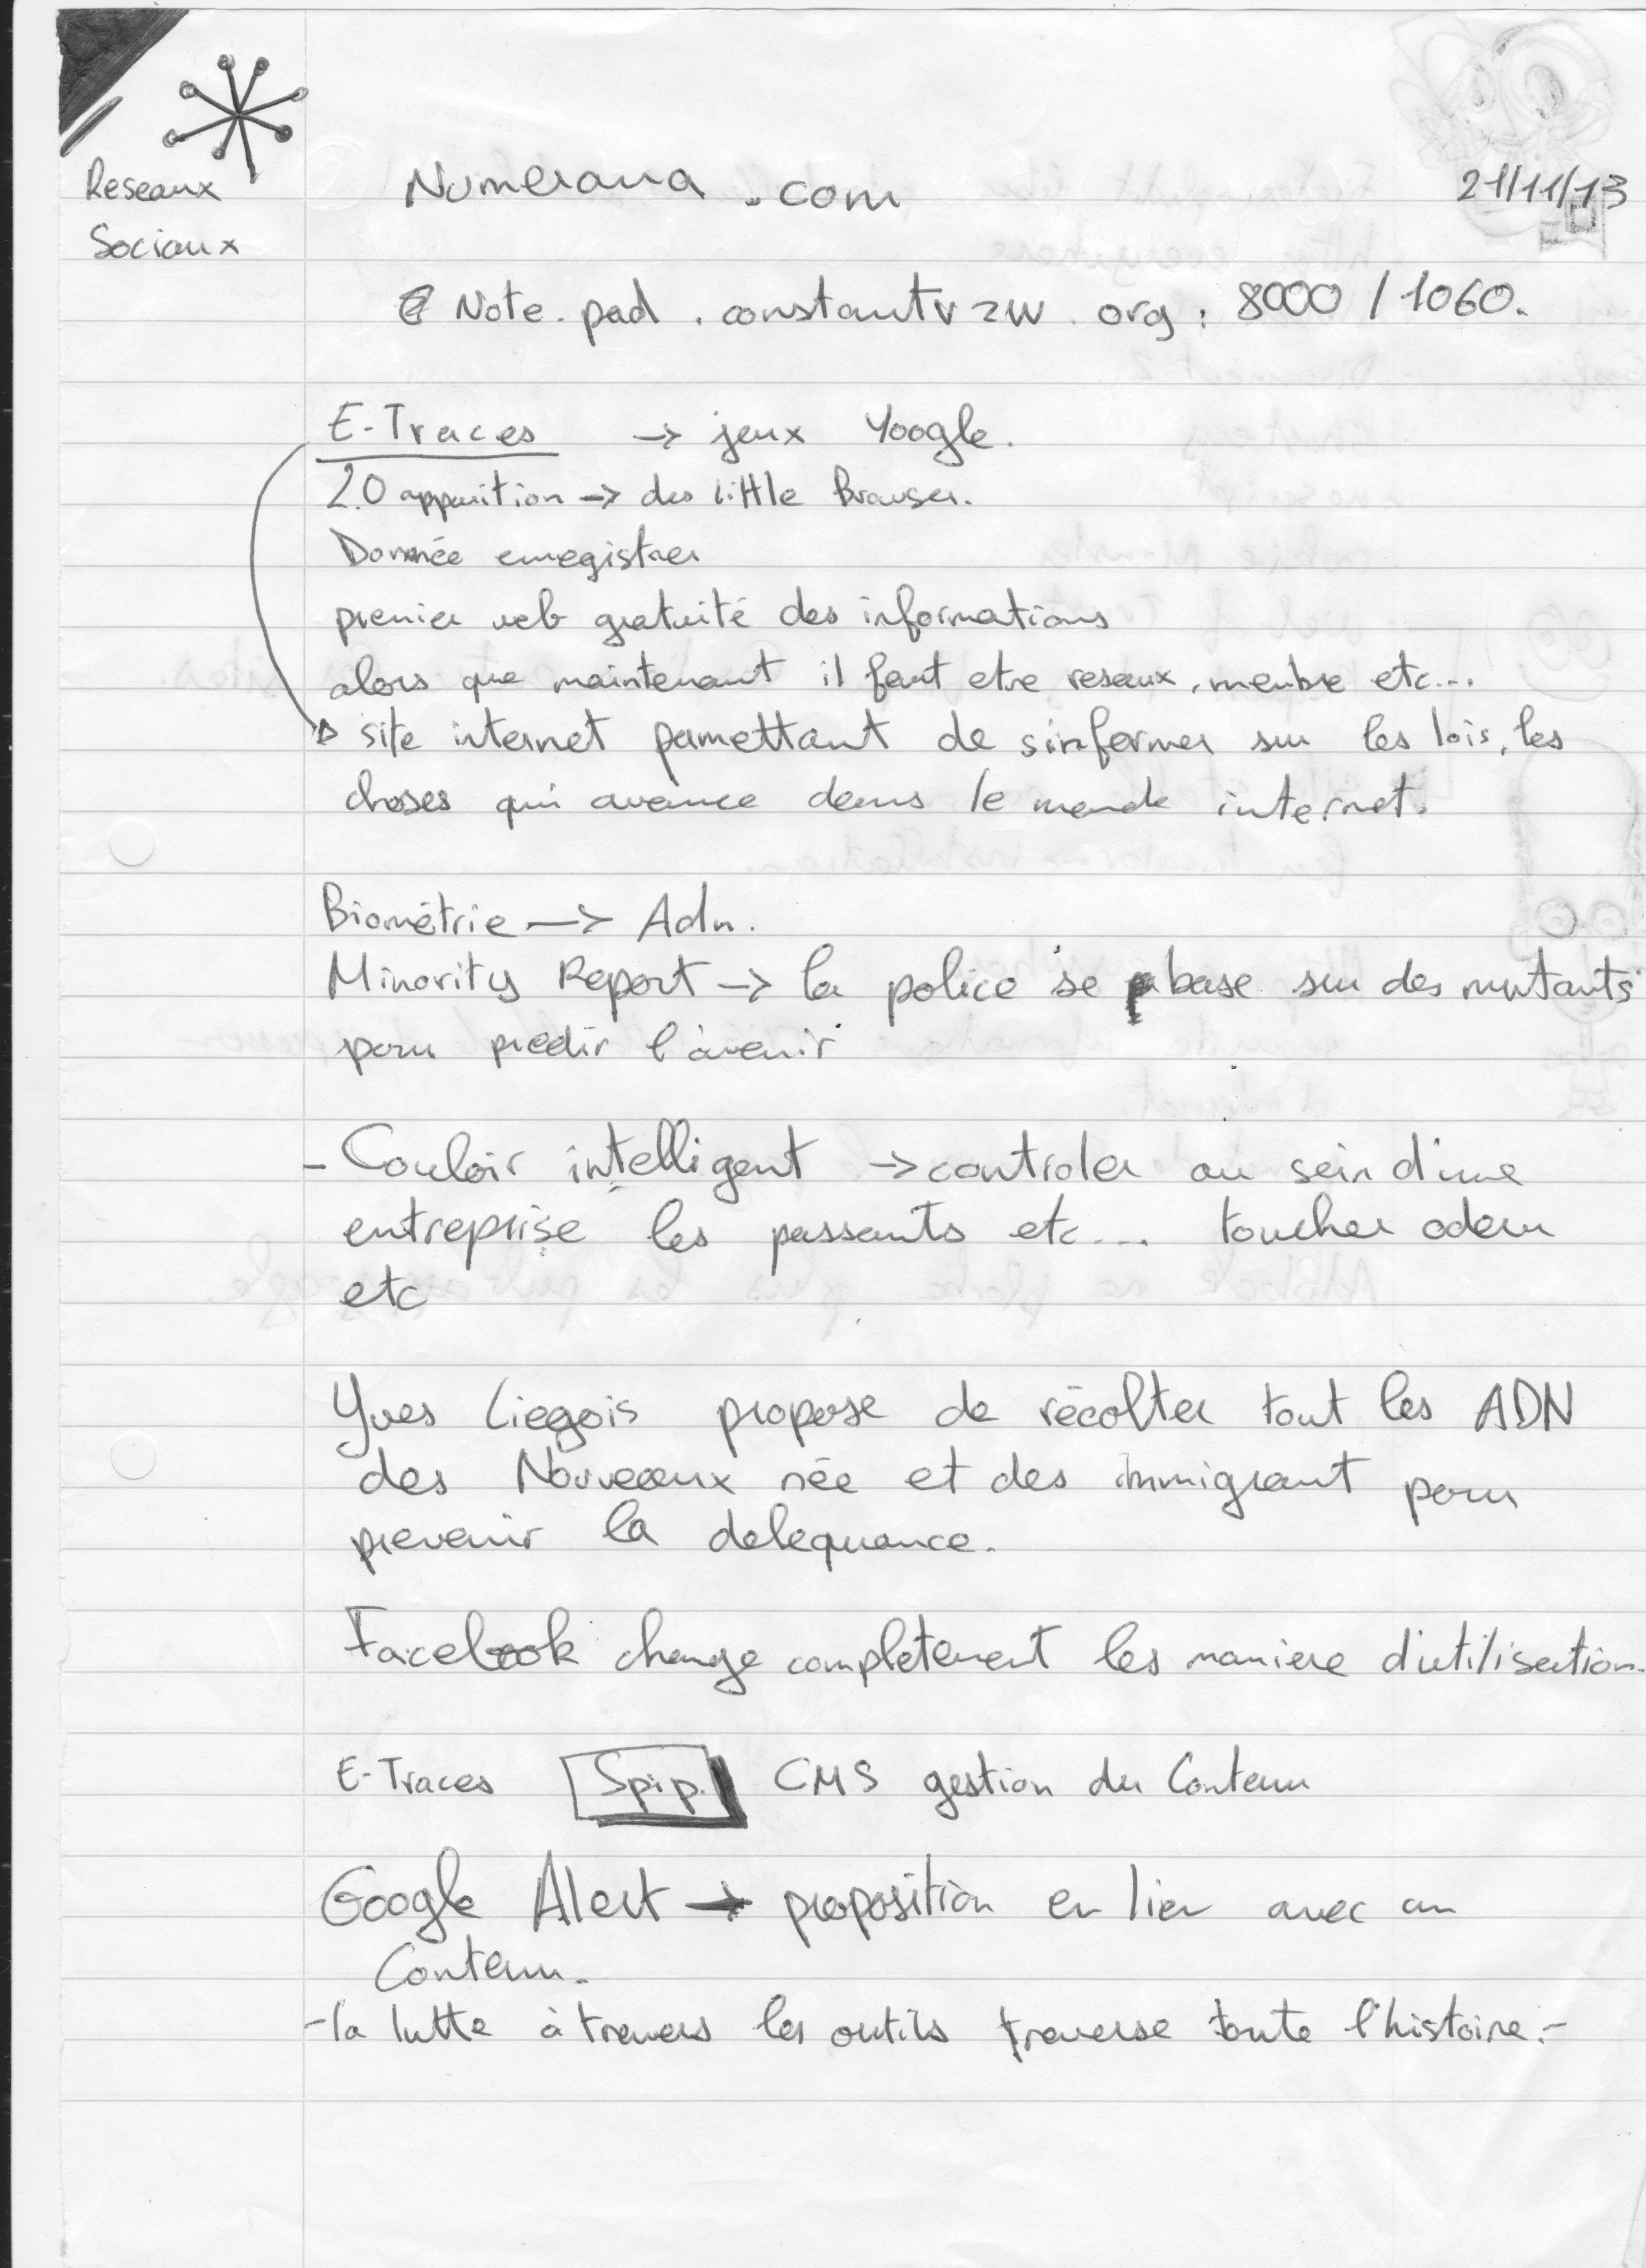 Reseaux
Sociaux
Numerana.com
21/11/13
Note.pad.constantvzw.org:8000/1060.
E-Traces -> jeux Yoogle.
2.0 apparition -> des little Browser.
Donnée enregistrer
premier web gratuité des informations
alors que maintenant il faut etre reseaux, membre etc...
site internet permettant de s'informer sur les lois, les
choses qui avance dans le monde internet.
Biométrie -> Adn.
Minority Report -> la police se base sur des mutants
pour predir l'avenir
- Couloir intelligent -> controler au sein d'une
entreprise les passants etc... toucher odeur
etc
Yves Liegois propose de récolter tout les ADN
des Nouveaux née et des immigrant pour
prevenir la delequance.
Facebook change completement les maniere d'utilisation.
E-Traces Spip. CMS gestion du Contenu
Google Alert -> proposition en lien avec un
Contenu.
- la lutte à travers les outils traverse toute l'histoire.-